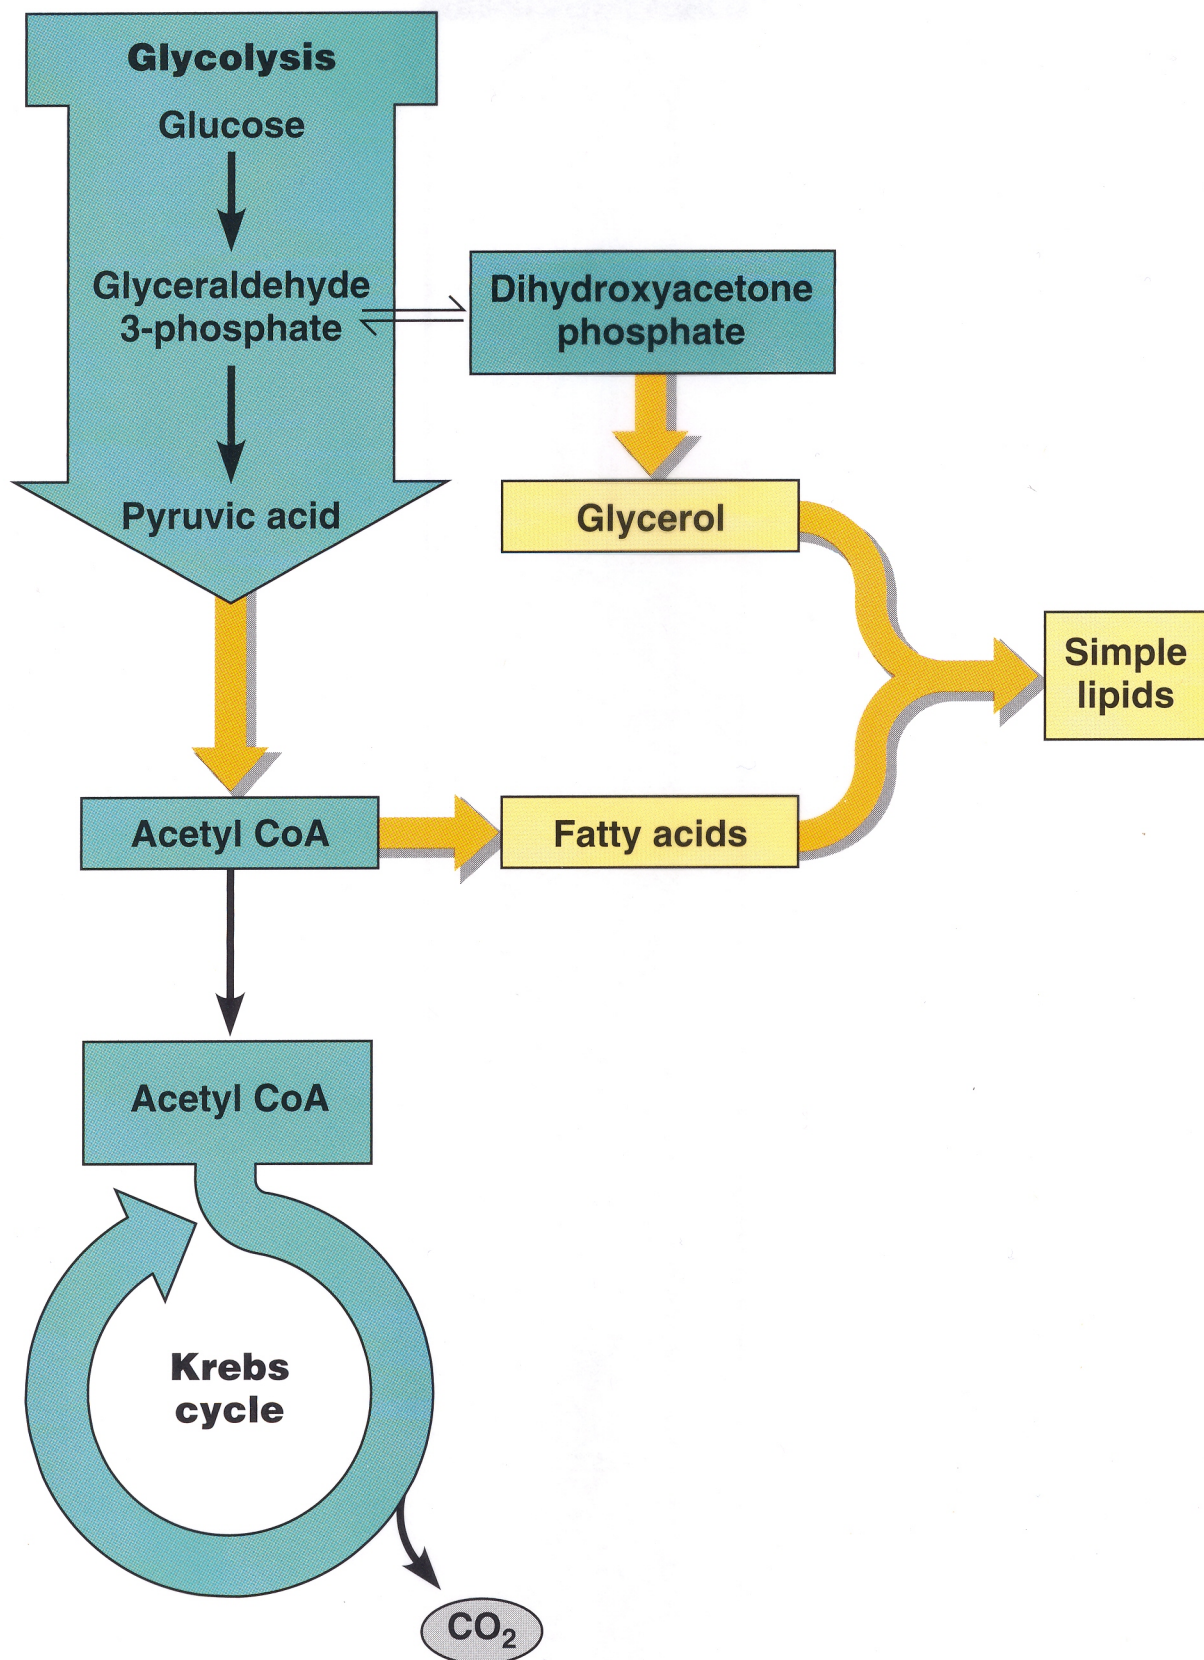 Glycolysis
Glucose
Glyceraldehyde
3-phosphate
Dihydroxyacetone
phosphate
Pyruvic acid
Glycerol
Simple
lipids
Acetyl CoA
Fatty acids
Acetyl CoA
Krebs
cycle
CO₂